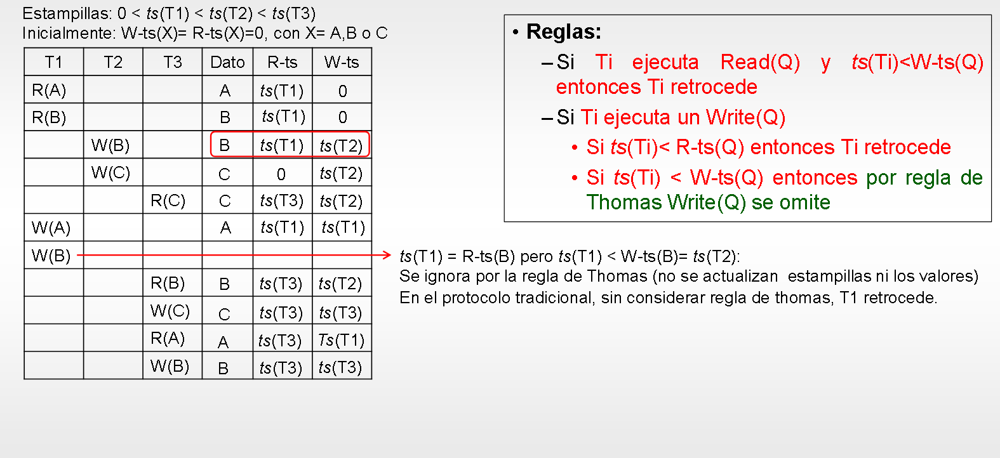 Estampillas: 0 < ts(T1) < ts(T2) < ts(T3)
Inicialmente: W-ts(X)= R-ts(X)=0, con X= A,B o C
T1 T2 T3 Dato R-ts W-ts
R(A) A ts(T1) 0
R(B) B ts(T1) 0
W(B) B ts(T1) ts(T2)
W(C) C 0 ts(T2)
R(C) C ts(T3) ts(T2)
W(A) A ts(T1) ts(T1)
W(B)
R(B) B ts(T3) ts(T2)
W(C) C ts(T3) ts(T3)
R(A) A ts(T3) Ts(T1)
W(B) B ts(T3) ts(T3)
• Reglas:
–Si Ti ejecuta Read(Q) y ts(Ti)<W-ts(Q)
entonces Ti retrocede
–Si Ti ejecuta un Write(Q)
• Si ts(Ti)< R-ts(Q) entonces Ti retrocede
• Si ts(Ti) < W-ts(Q) entonces por regla de
Thomas Write(Q) se omite
ts(T1) = R-ts(B) pero ts(T1) < W-ts(B)= ts(T2):
Se ignora por la regla de Thomas (no se actualizan estampillas ni los valores)
En el protocolo tradicional, sin considerar regla de thomas, T1 retrocede.